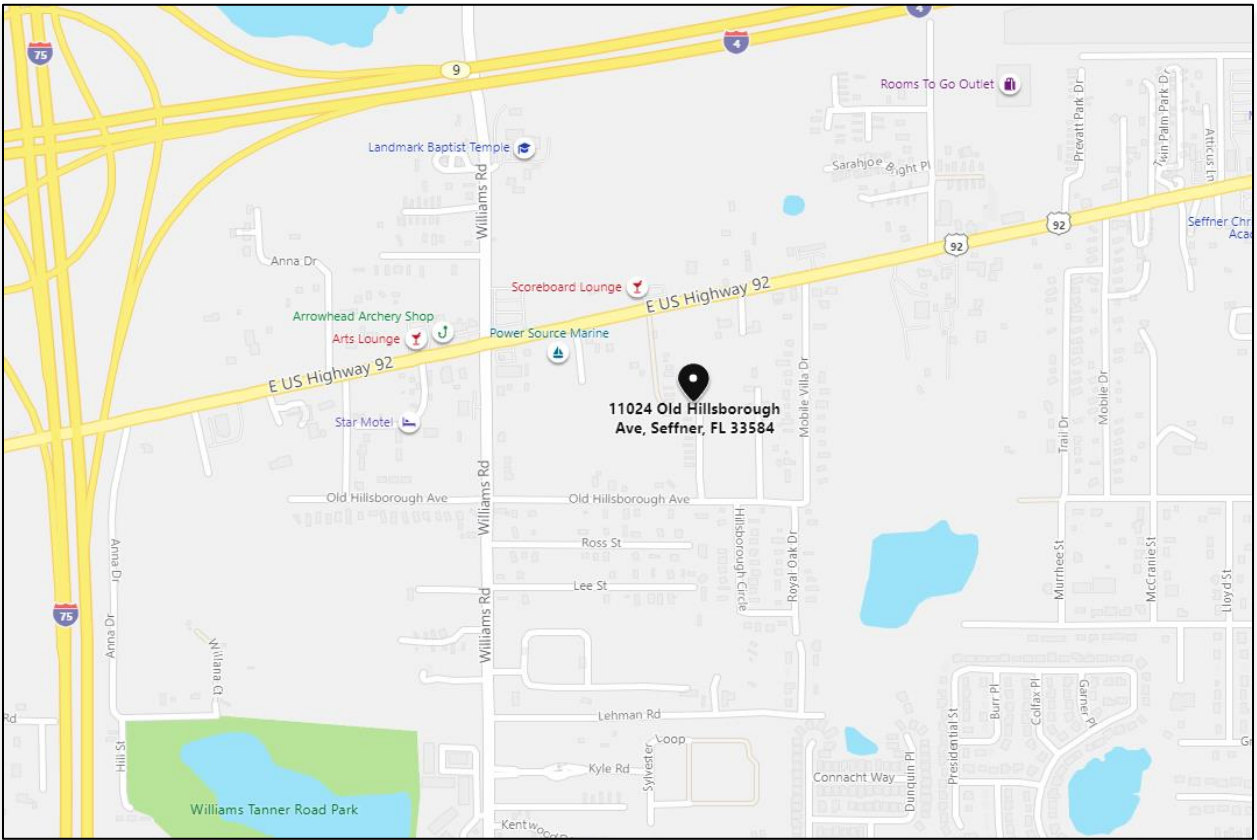 4
75
4
9
Rooms To Go Outlet
Prevatt Park Dr
Twin Palm Park Dr
Atticus Ln
Landmark Baptist Temple
Sarahjoe
Bright Pl
Williams Rd
92
92
Seffner Chr
Acad
Anna Dr
Scoreboard Lounge
E US Highway 92
Arrowhead Archery Shop
Arts Lounge
Power Source Marine
E US Highway 92
Mobile Villa Dr
Mobile Dr
Trail Dr
11024 Old Hillsborough
Ave, Seffner, FL 33584
Star Motel
Williams Rd
Old Hillsborough Ave
Old Hillsborough Ave
Hillsborough Circle
Royal Oak Dr
Ross St
Lee St
Anna Dr
Murrhee St
McCranie St
Lloyd St
75
Anna Dr
Williams Rd
Willana Ct
Burr Pl
Colfax Pl
Garner Pl
Presidential St
Rd
Lehman Rd
Hill St
Loop
Sylvester
Kyle Rd
Connacht Way
Dunquin Pl
Williams Tanner Road Park